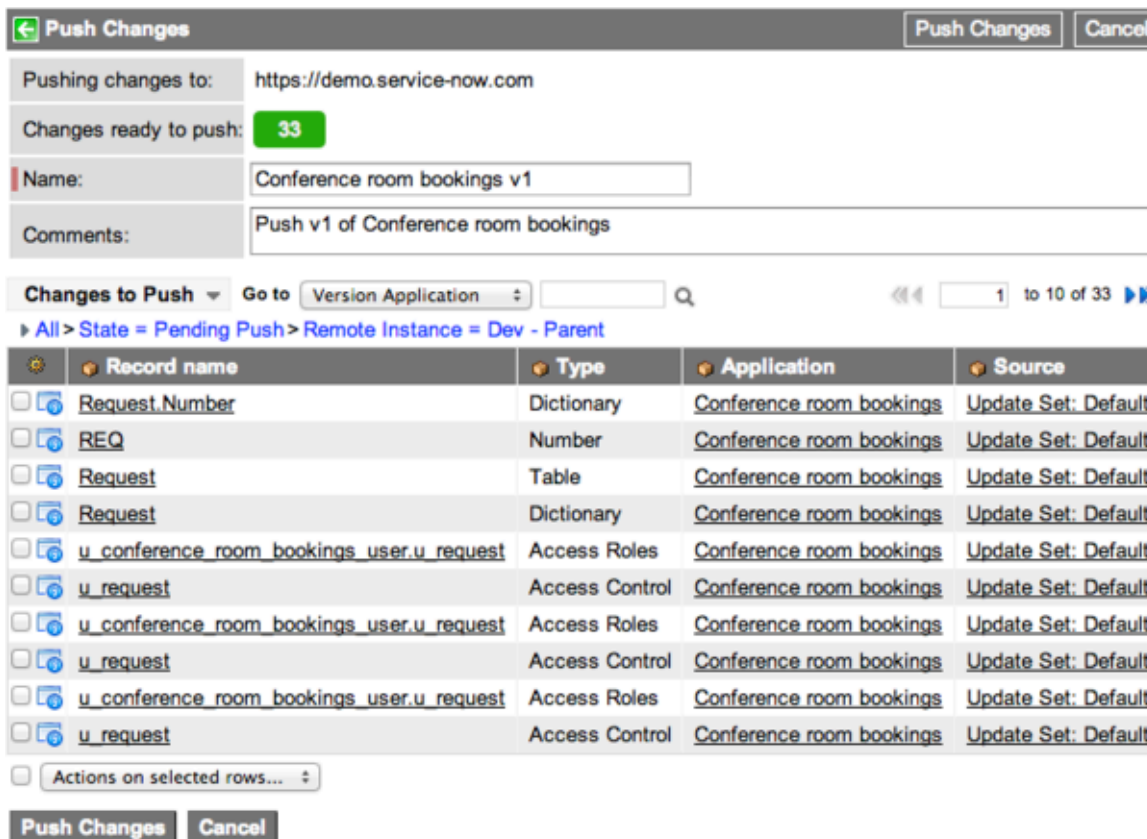 Push Changes Push Changes Cancel
Pushing changes to: https://demo.service-now.com
Changes ready to push: 33
Name: Conference room bookings v1
Comments: Push v1 of Conference room bookings
Changes to Push Go to Version Application 1 to 10 of 33
All > State = Pending Push > Remote Instance = Dev - Parent
Record name Type Application Source
Request.Number Dictionary Conference room bookings Update Set: Default
REQ Number Conference room bookings Update Set: Default
Request Table Conference room bookings Update Set: Default
Request Dictionary Conference room bookings Update Set: Default
u_conference_room_bookings_user.u_request Access Roles Conference room bookings Update Set: Default
u_request Access Control Conference room bookings Update Set: Default
u_conference_room_bookings_user.u_request Access Roles Conference room bookings Update Set: Default
u_request Access Control Conference room bookings Update Set: Default
u_conference_room_bookings_user.u_request Access Roles Conference room bookings Update Set: Default
u_request Access Control Conference room bookings Update Set: Default
Actions on selected rows...
Push Changes Cancel